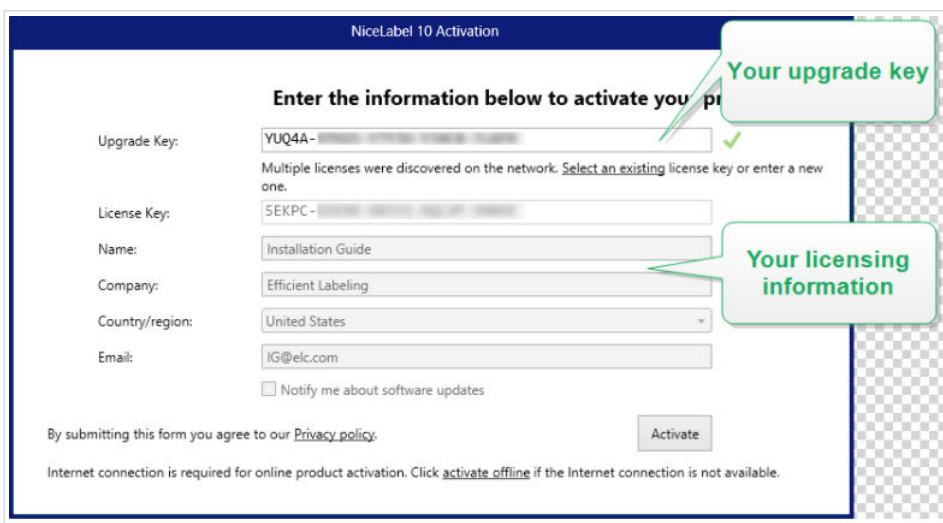 NiceLabel 10 Activation
Your upgrade key
Enter the information below to activate your pr
Upgrade Key:
YUQ4A-
Multiple licenses were discovered on the network. Select an existing license key or enter a new
one.
License Key:
5EKPC-
Name:
Installation Guide
Your licensing
information
Company:
Efficient Labeling
Country/region:
United States
Email:
IG@elc.com
Notify me about software updates
By submitting this form you agree to our Privacy policy.
Activate
Internet connection is required for online product activation. Click activate offline if the Internet connection is not available.